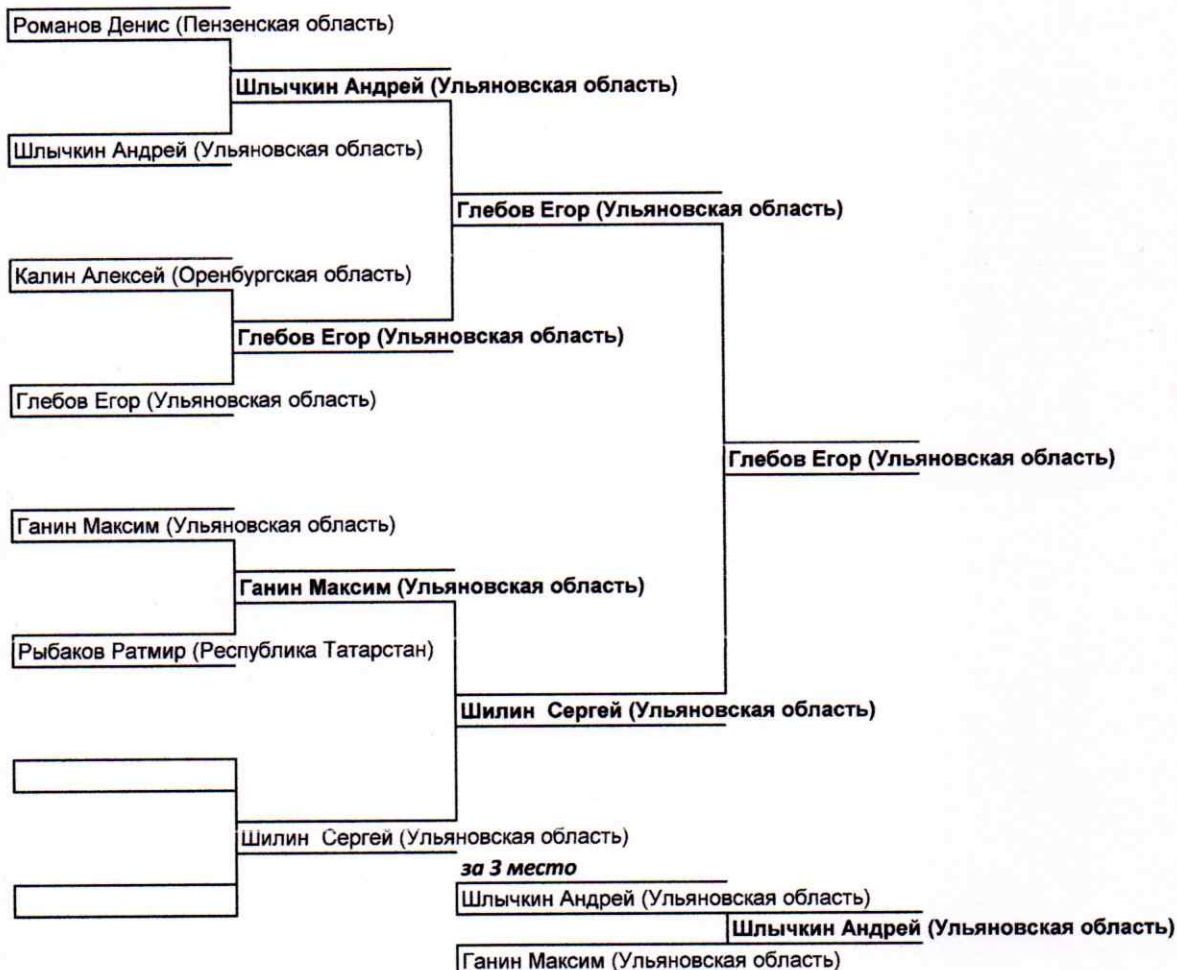 Романов Денис (Пензенская область)
Шлычкин Андрей (Ульяновская область)
Шлычкин Андрей (Ульяновская область)
Глебов Егор (Ульяновская область)
Калин Алексей (Оренбургская область)
Глебов Егор (Ульяновская область)
Глебов Егор (Ульяновская область)
Глебов Егор (Ульяновская область)
Ганин Максим (Ульяновская область)
Ганин Максим (Ульяновская область)
Рыбаков Ратмир (Республика Татарстан)
Шилин Сергей (Ульяновская область)
Шилин Сергей (Ульяновская область)
за 3 место
Шлычкин Андрей (Ульяновская область)
Шлычкин Андрей (Ульяновская область)
Ганин Максим (Ульяновская область)